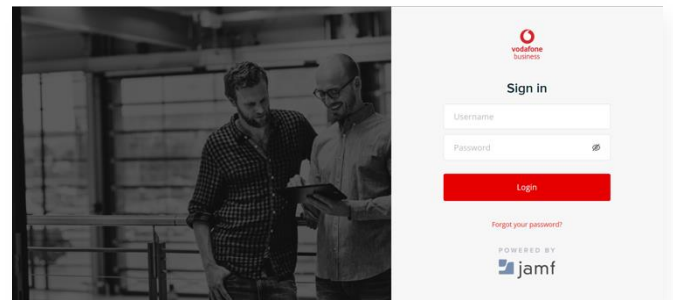 vodafone
business
Sign in
Username
Password
Login
Forgot your password?
POWERED BY
jamf